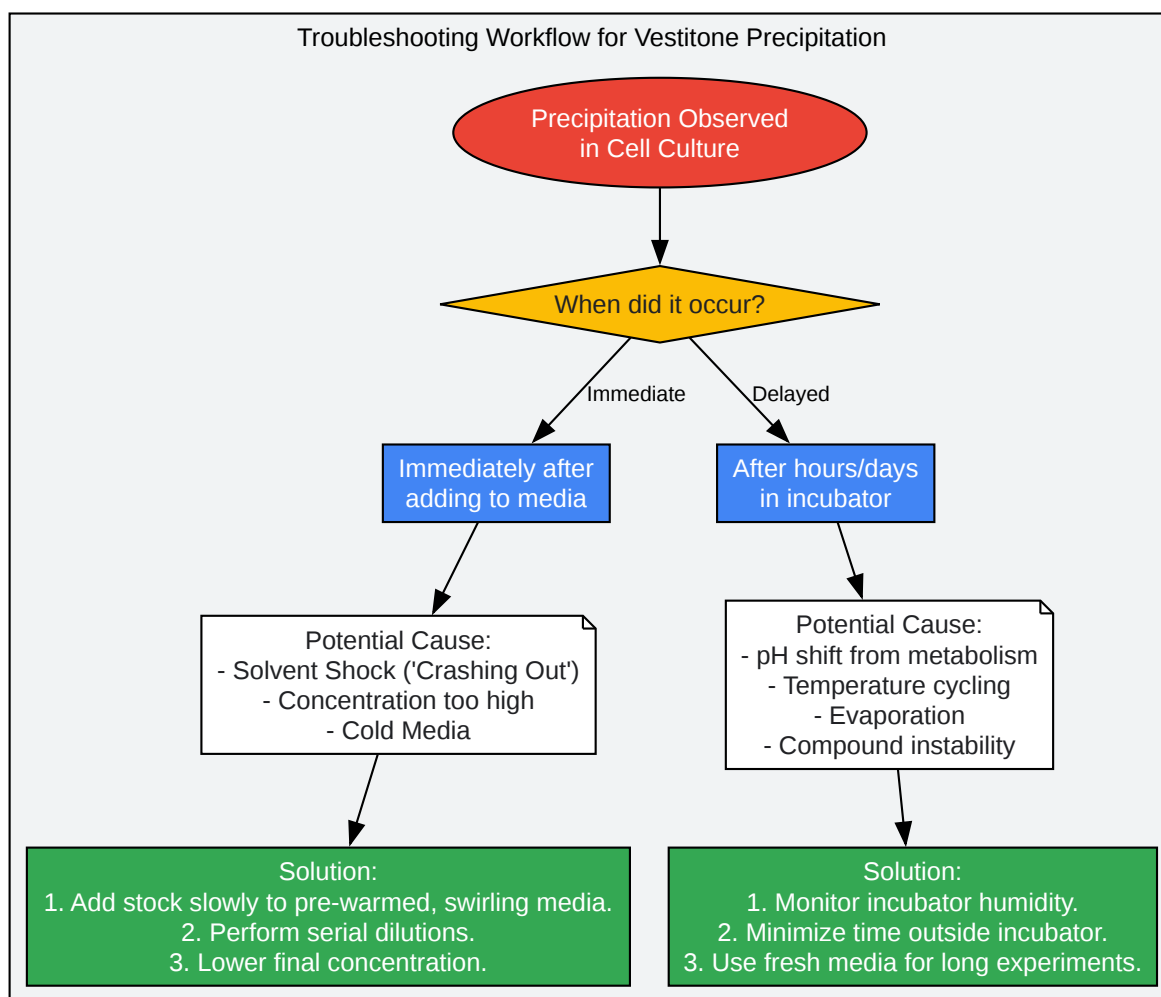 Troubleshooting Workflow for Vestitone Precipitation
Precipitation Observed
in Cell Culture
When did it occur?
Immediate
Delayed
Immediately after
adding to media
After hours/days
in incubator
Potential Cause:
- Solvent Shock ('Crashing Out')
- Concentration too high
- Cold Media
Potential Cause:
- pH shift from metabolism
- Temperature cycling
- Evaporation
- Compound instability
Solution:
1. Add stock slowly to pre-warmed, swirling media.
2. Perform serial dilutions.
3. Lower final concentration.
Solution:
1. Monitor incubator humidity.
2. Minimize time outside incubator.
3. Use fresh media for long experiments.